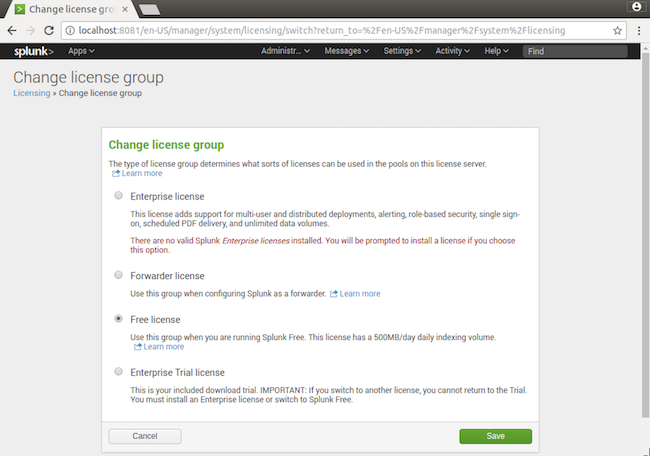 Change license gro
localhost:8081/en-US/manager/system/licensing/switch?return_to=%2Fen-US%2Fmanager%2Fsystem%2Flicensing
splunk> Apps Administr... Messages Settings Activity Help Find
Change license group
Licensing » Change license group
Change license group
The type of license group determines what sorts of licenses can be used in the pools on this license server.
Learn more
Enterprise license
This license adds support for multi-user and distributed deployments, alerting, role-based security, single sign-
on, scheduled PDF delivery, and unlimited data volumes.
There are no valid Splunk Enterprise licenses installed. You will be prompted to install a license if you choose
this option.
Forwarder license
Use this group when configuring Splunk as a forwarder. Learn more
Free license
Use this group when you are running Splunk Free. This license has a 500MB/day daily indexing volume.
Learn more
Enterprise Trial license
This is your included download trial. IMPORTANT: If you switch to another license, you cannot return to the Trial.
You must install an Enterprise license or switch to Splunk Free.
Cancel Save